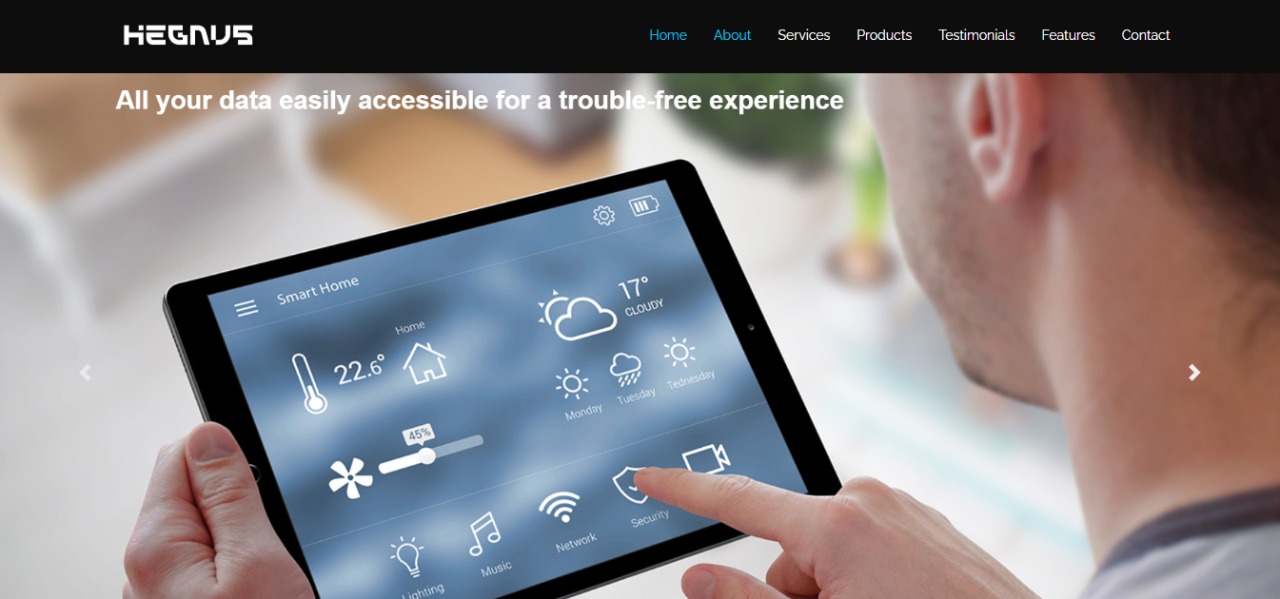 HEGNUS
Home About Services Products Testimonials Features Contact
All your data easily accessible for a trouble-free experience
Smart Home
Home
22.6°
17°
CLOUDY
Monday Tuesday Tednesday
45%
Lighting Music Network Security